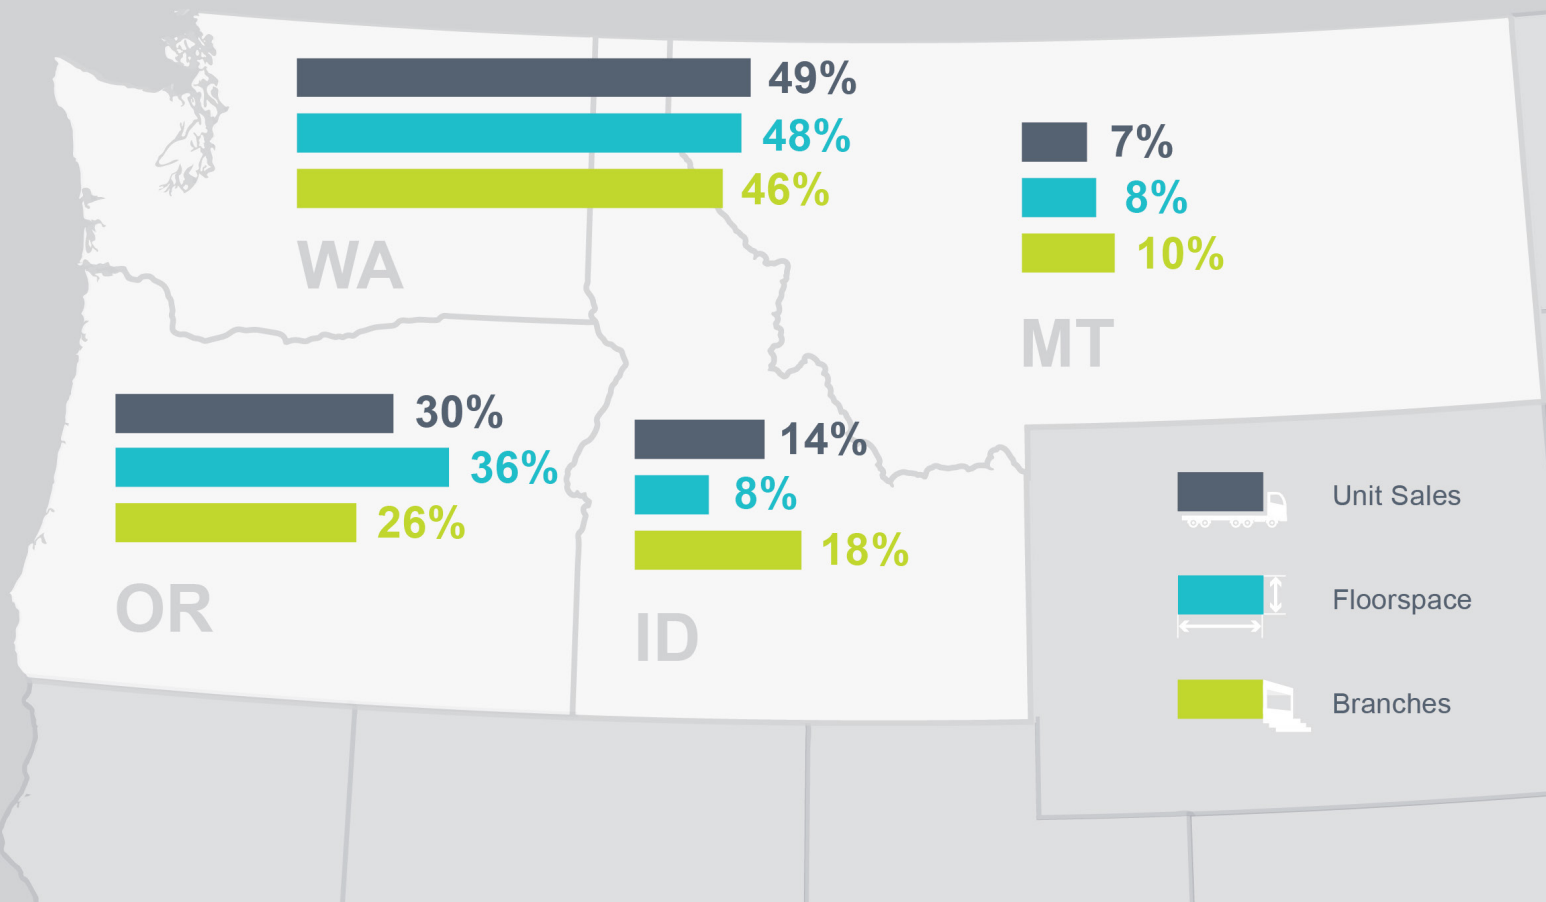 49%
48%
46%
WA
7%
8%
10%
MT
30%
36%
26%
OR
14%
8%
18%
ID
Unit Sales
Floorspace
Branches